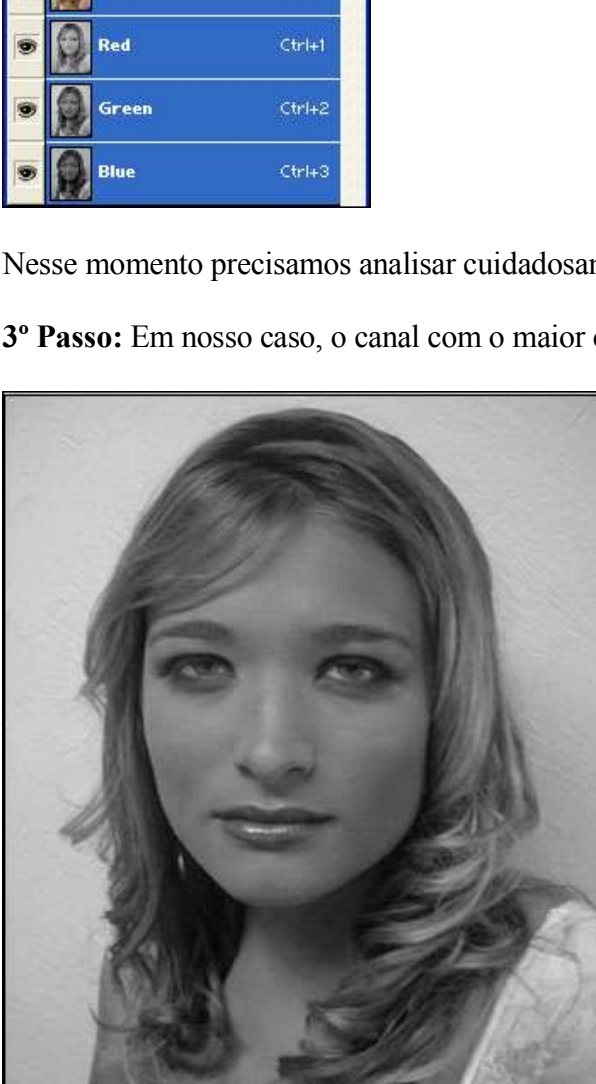 Red Ctrl+1
Green Ctrl+2
Blue Ctrl+3
Nesse momento precisamos analisar
3º Passo: Em nosso caso, o canal com o maior